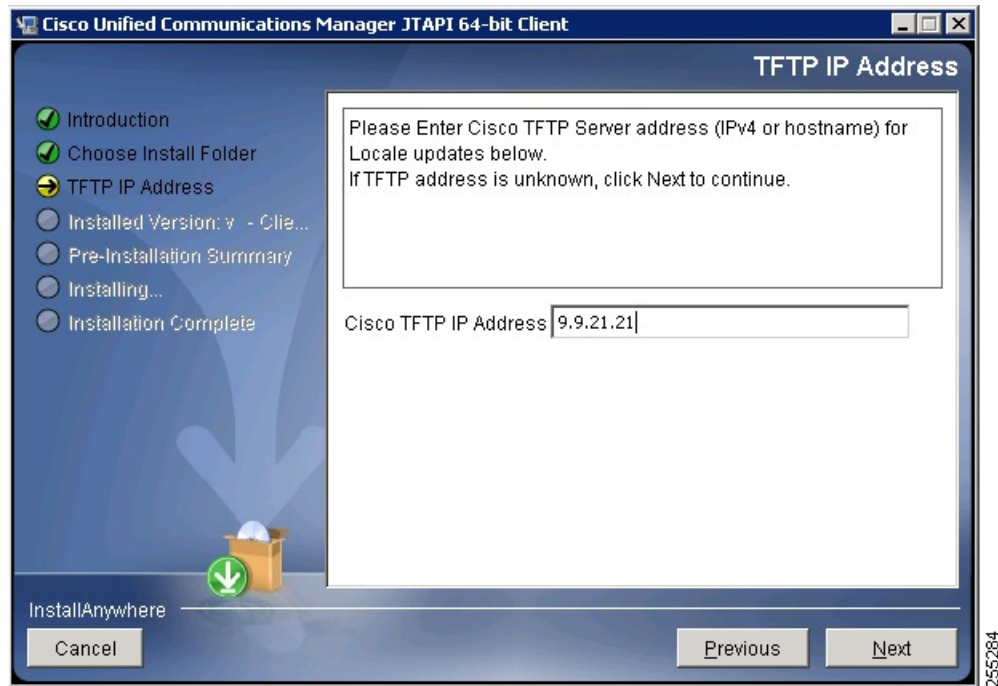 Cisco Unified Communications Manager JTAPI 64-bit Client
TFTP IP Address
Introduction
Choose Install Folder
TFTP IP Address
Installed Version: v - Clie...
Pre-Installation Summary
Installing...
Installation Complete
Please Enter Cisco TFTP Server address (IPv4 or hostname) for
Locale updates below.
If TFTP address is unknown, click Next to continue.
Cisco TFTP IP Address 9.9.21.21
InstallAnywhere
Cancel
Previous
Next
255284